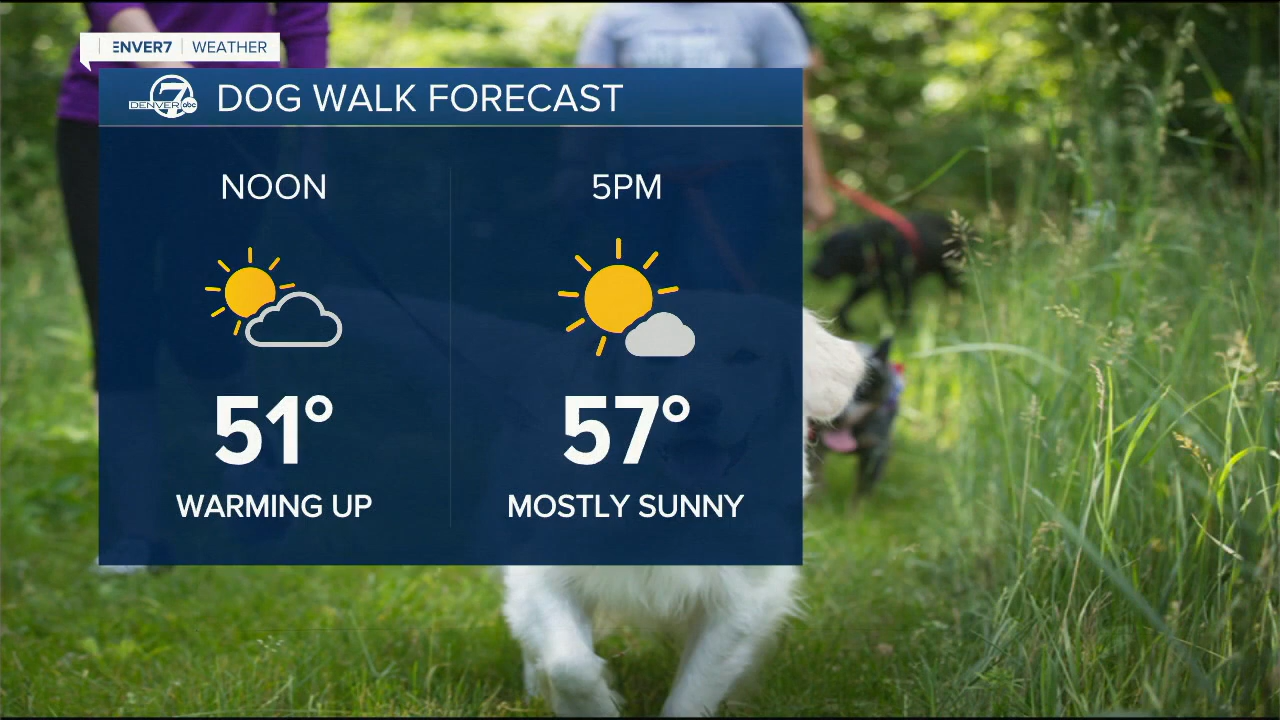 ENVER7 | WEATHER
DENVER 7 abc
DOG WALK FORECAST
NOON
5PM
51°
57°
WARMING UP
MOSTLY SUNNY